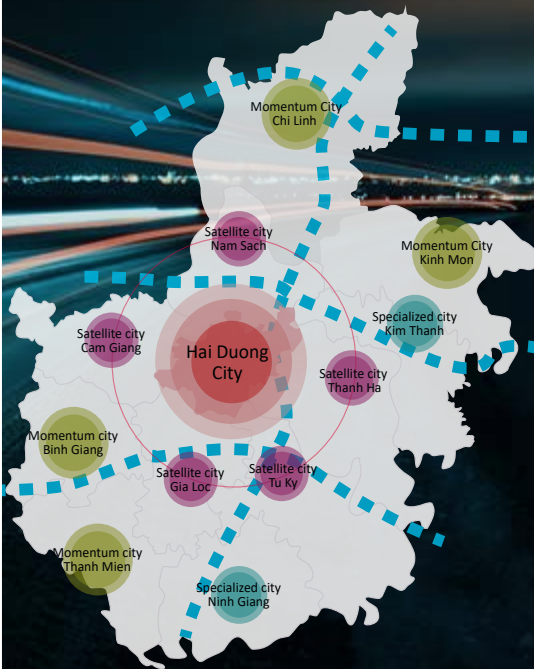 Momentum City
Chi Linh
Satellite city
Nam Sach
Momentum City
Kinh Mon
Specialized city
Kim Thanh
Satellite city
Cam Giang
Hai Duong
City
Satellite city
Thanh Ha
Momentum city
Binh Giang
Satellite city
Gia Loc
Satellite city
Tu Ky
Momentum city
Thanh Mien
Specialized city
Ninh Giang